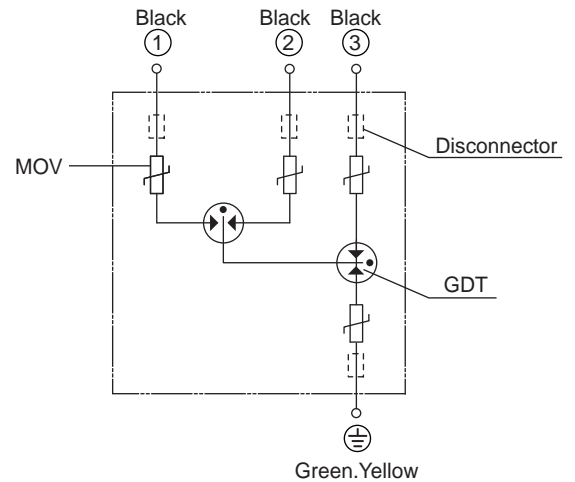 Black Black Black
① ② ③
Disconnector
MOV
GDT
Green.Yellow